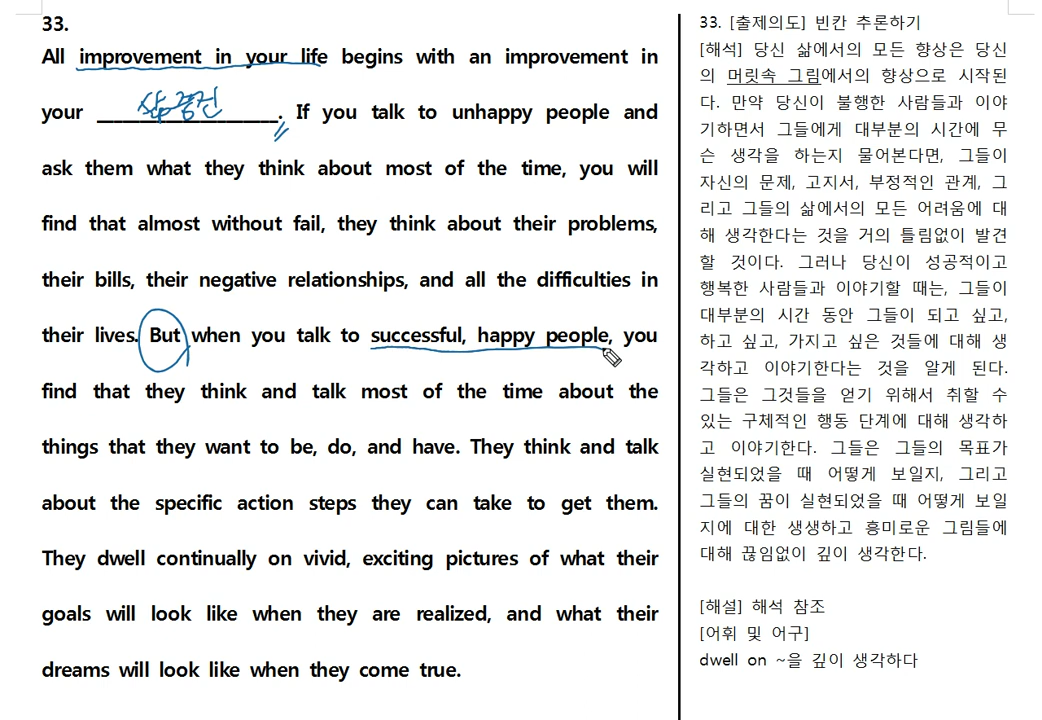 33.
All improvement in your life begins with an improvement in
your ____________________. If you talk to unhappy people and
ask them what they think about most of the time, you will
find that almost without fail, they think about their problems,
their bills, their negative relationships, and all the difficulties in
their lives. But when you talk to successful, happy people, you
find that they think and talk most of the time about the
things that they want to be, do, and have. They think and talk
about the specific action steps they can take to get them.
They dwell continually on vivid, exciting pictures of what their
goals will look like when they are realized, and what their
dreams will look like when they come true.
33. [출제의도] 빈칸 추론하기
[해석] 당신 삶에서의 모든 향상은 당신
의 머릿속 그림에서의 향상으로 시작된
다. 만약 당신이 불행한 사람들과 이야
기하면서 그들에게 대부분의 시간에 무
슨 생각을 하는지 물어본다면, 그들이
자신의 문제, 고지서, 부정적인 관계, 그
리고 그들의 삶에서의 모든 어려움에 대
해 생각한다는 것을 거의 틀림없이 발견
할 것이다. 그러나 당신이 성공적이고
행복한 사람들과 이야기할 때는, 그들이
대부분의 시간 동안 그들이 되고 싶고,
하고 싶고, 가지고 싶은 것들에 대해 생
각하고 이야기한다는 것을 알게 된다.
그들은 그것들을 얻기 위해서 취할 수
있는 구체적인 행동 단계에 대해 생각하
고 이야기한다. 그들은 그들의 목표가
실현되었을 때 어떻게 보일지, 그리고
그들의 꿈이 실현되었을 때 어떻게 보일
지에 대한 생생하고 흥미로운 그림들에
대해 끊임없이 깊이 생각한다.
[해설] 해석 참조
[어휘 및 어구]
dwell on ~을 깊이 생각하다